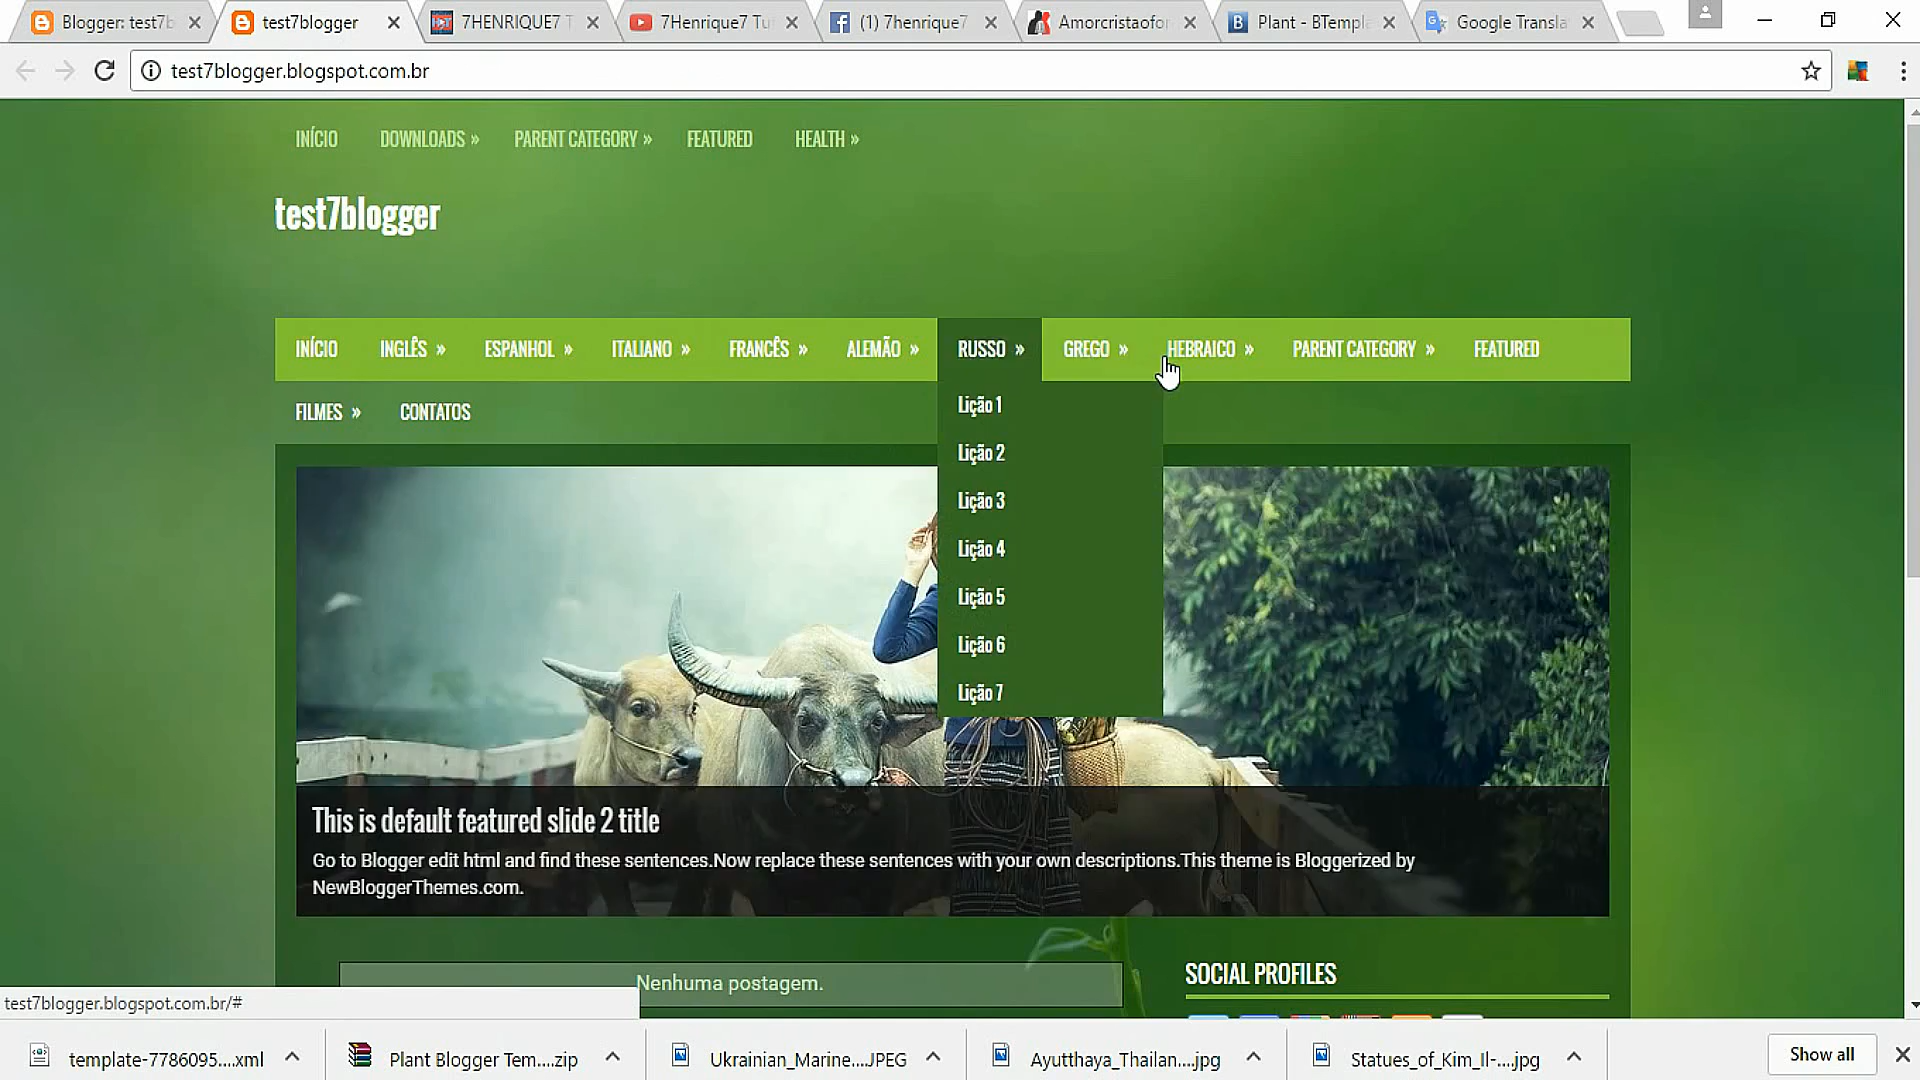 Blogger: test7b
test7blogger
7HENRIQUE7 T
7Henrique7 Tu
(1) 7henrique7
Amorcristaofor
Plant - BTempl
Google Transla
test7blogger.blogspot.com.br
INÍCIO DOWNLOADS » PARENT CATEGORY » FEATURED HEALTH »
test7blogger
INÍCIO INGLÊS » ESPANHOL » ITALIANO » FRANCÊS » ALEMÃO » RUSSO » GREGO » HEBRAICO » PARENT CATEGORY » FEATURED
FILMES » CONTATOS
Lição 1
Lição 2
Lição 3
Lição 4
Lição 5
Lição 6
Lição 7
This is default featured slide 2 title
Go to Blogger edit html and find these sentences.Now replace these sentences with your own descriptions.This theme is Bloggerized by
NewBloggerThemes.com.
Nenhuma postagem.
SOCIAL PROFILES
test7blogger.blogspot.com.br/#
template-7786095....xml
Plant Blogger Tem....zip
Ukrainian_Marine....JPEG
Ayutthaya_Thailan....jpg
Statues_of_Kim_Il-....jpg
Show all